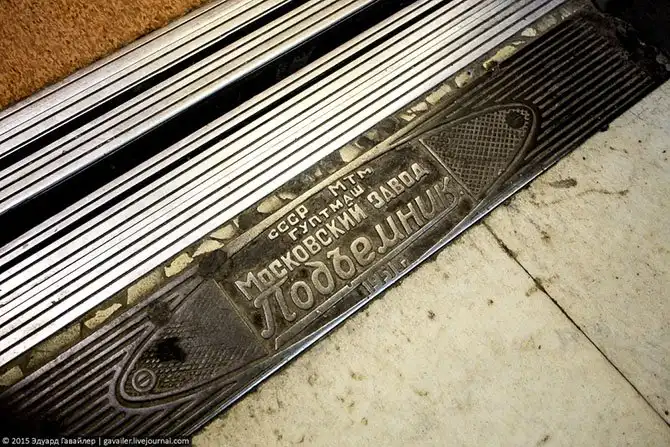 СССР МТМ
ГУПТМАШ
Московский завод
Подъемник
© 2015 Эдуард Гавайлер | gavailer.livejournal.com